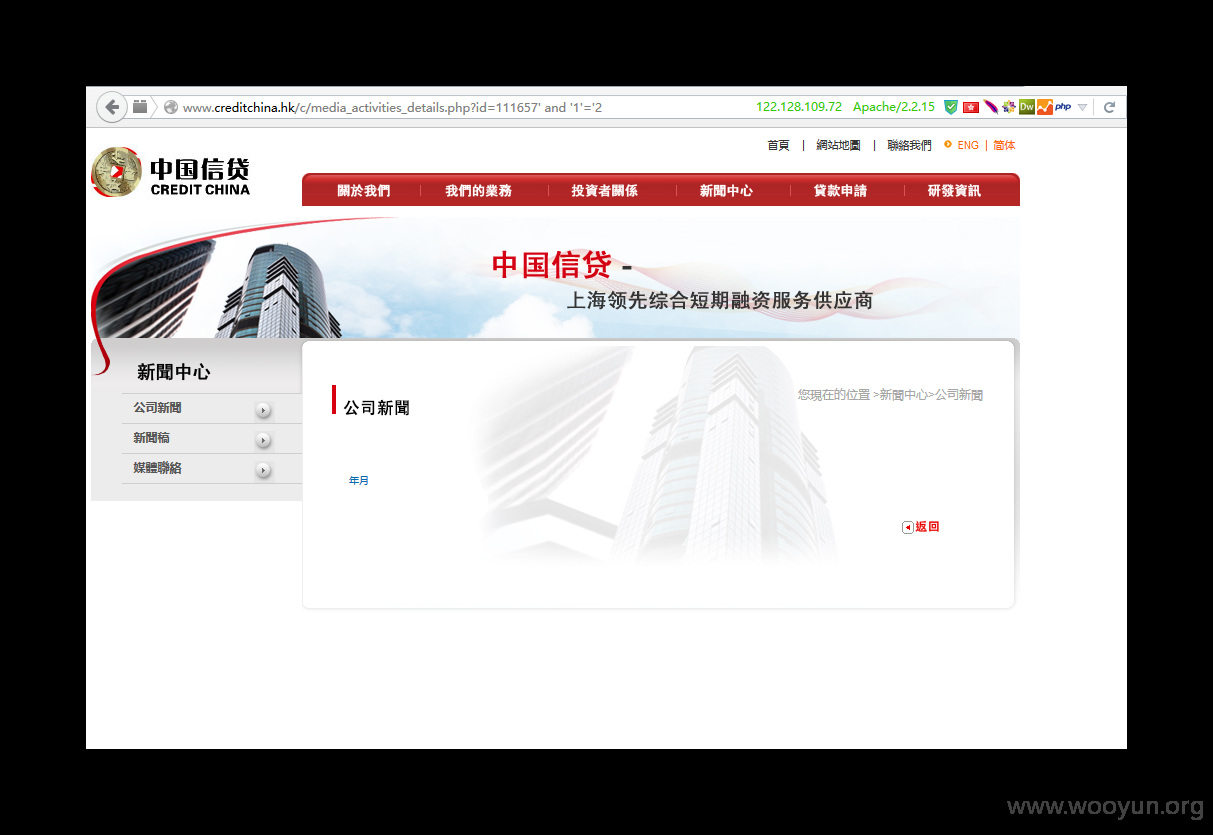 www.creditchina.hk/c/media_activities_details.php?id=111657' and '1'='2
122.128.109.72 Apache/2.2.15
Dw
php
首頁 | 網站地圖 | 聯絡我們 ENG | 简体
中国信贷
CREDIT CHINA
關於我們 我們的業務 投資者關係 新聞中心 貸款申請 研發資訊
中国信贷 -
上海领先综合短期融资服务供应商
新聞中心
公司新聞
新聞稿
媒體聯絡
您現在的位置 >新聞中心>公司新聞
公司新聞
年月
返回
www.wooyun.org